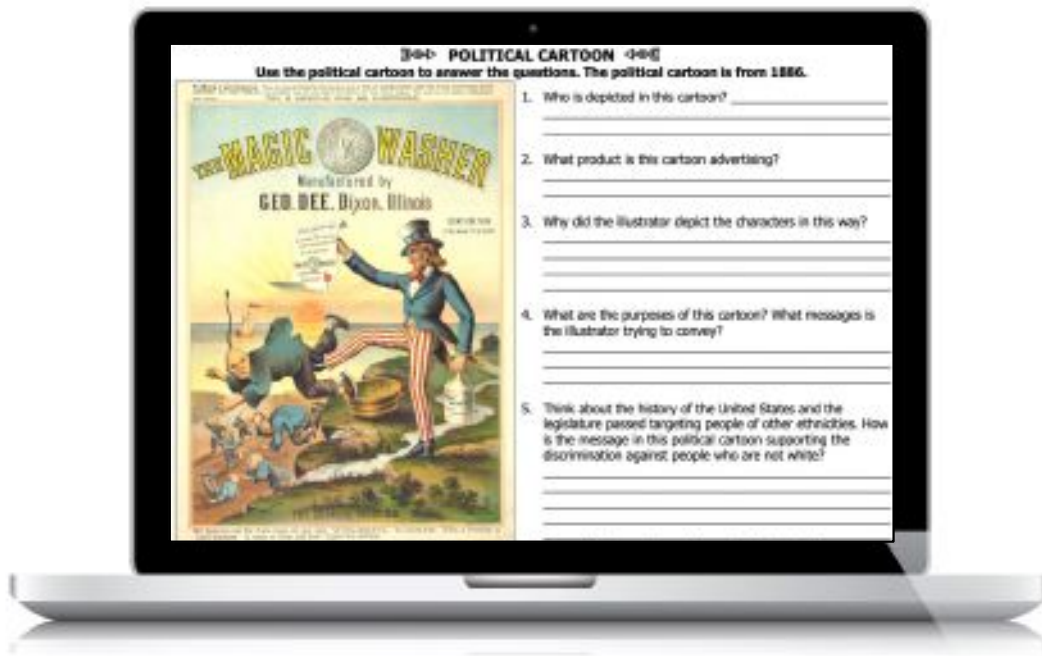 POLITICAL CARTOON
Use the political cartoon to answer the questions. The political cartoon is from 1886.
THE MAGIC WASHER
Manufactured by
GEO. DEE, Dixon, Illinois
1. Who is depicted in this cartoon?
2. What product is this cartoon advertising?
3. Why did the illustrator depict the characters in this way?
4. What are the purposes of this cartoon? What messages is
the illustrator trying to convey?
5. Think about the history of the United States and the
legislature passed targeting people of other ethnicities. How
is the message in this political cartoon supporting the
discrimination against people who are not white?